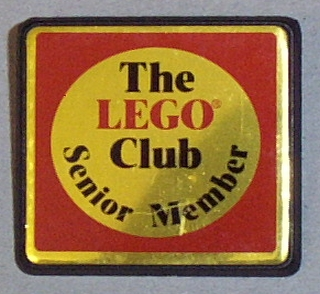 The
LEGO®
Club
Senior Member